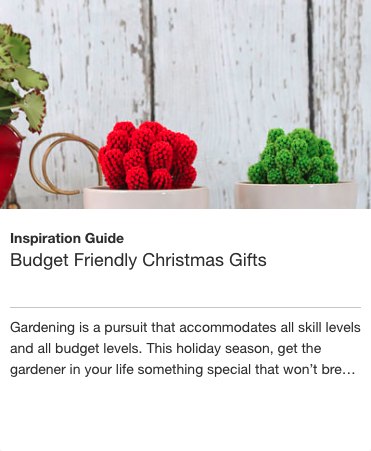 Inspiration Guide
Budget Friendly Christmas Gifts
Gardening is a pursuit that accommodates all skill levels
and all budget levels. This holiday season, get the
gardener in your life something special that won’t bre…